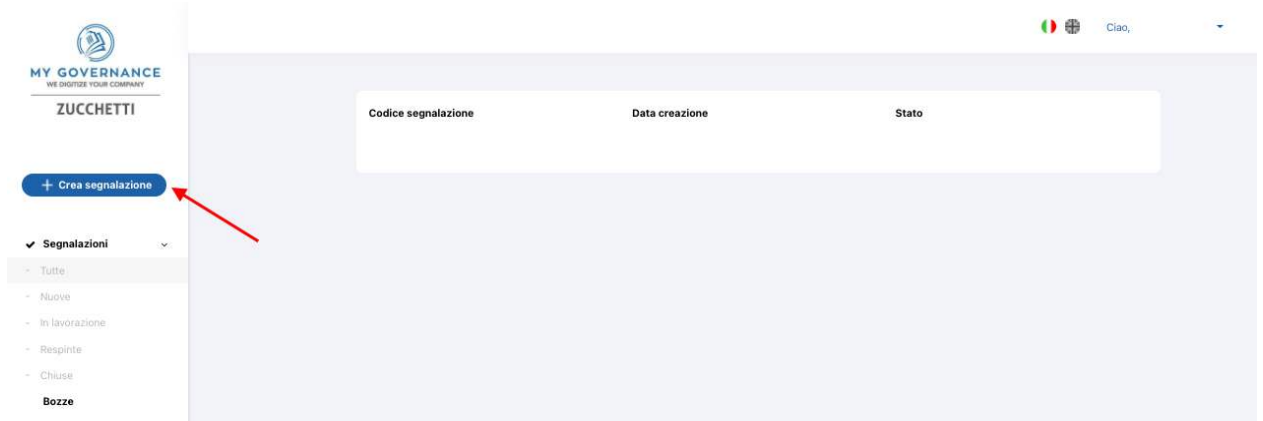 MY GOVERNANCE
WE DIGITIZE YOUR COMPANY
ZUCCHETTI
Ciao,
Codice segnalazione Data creazione Stato
+ Crea segnalazione
Segnalazioni
- Tutte
- Nuove
- In lavorazione
- Respinte
- Chiuse
Bozze